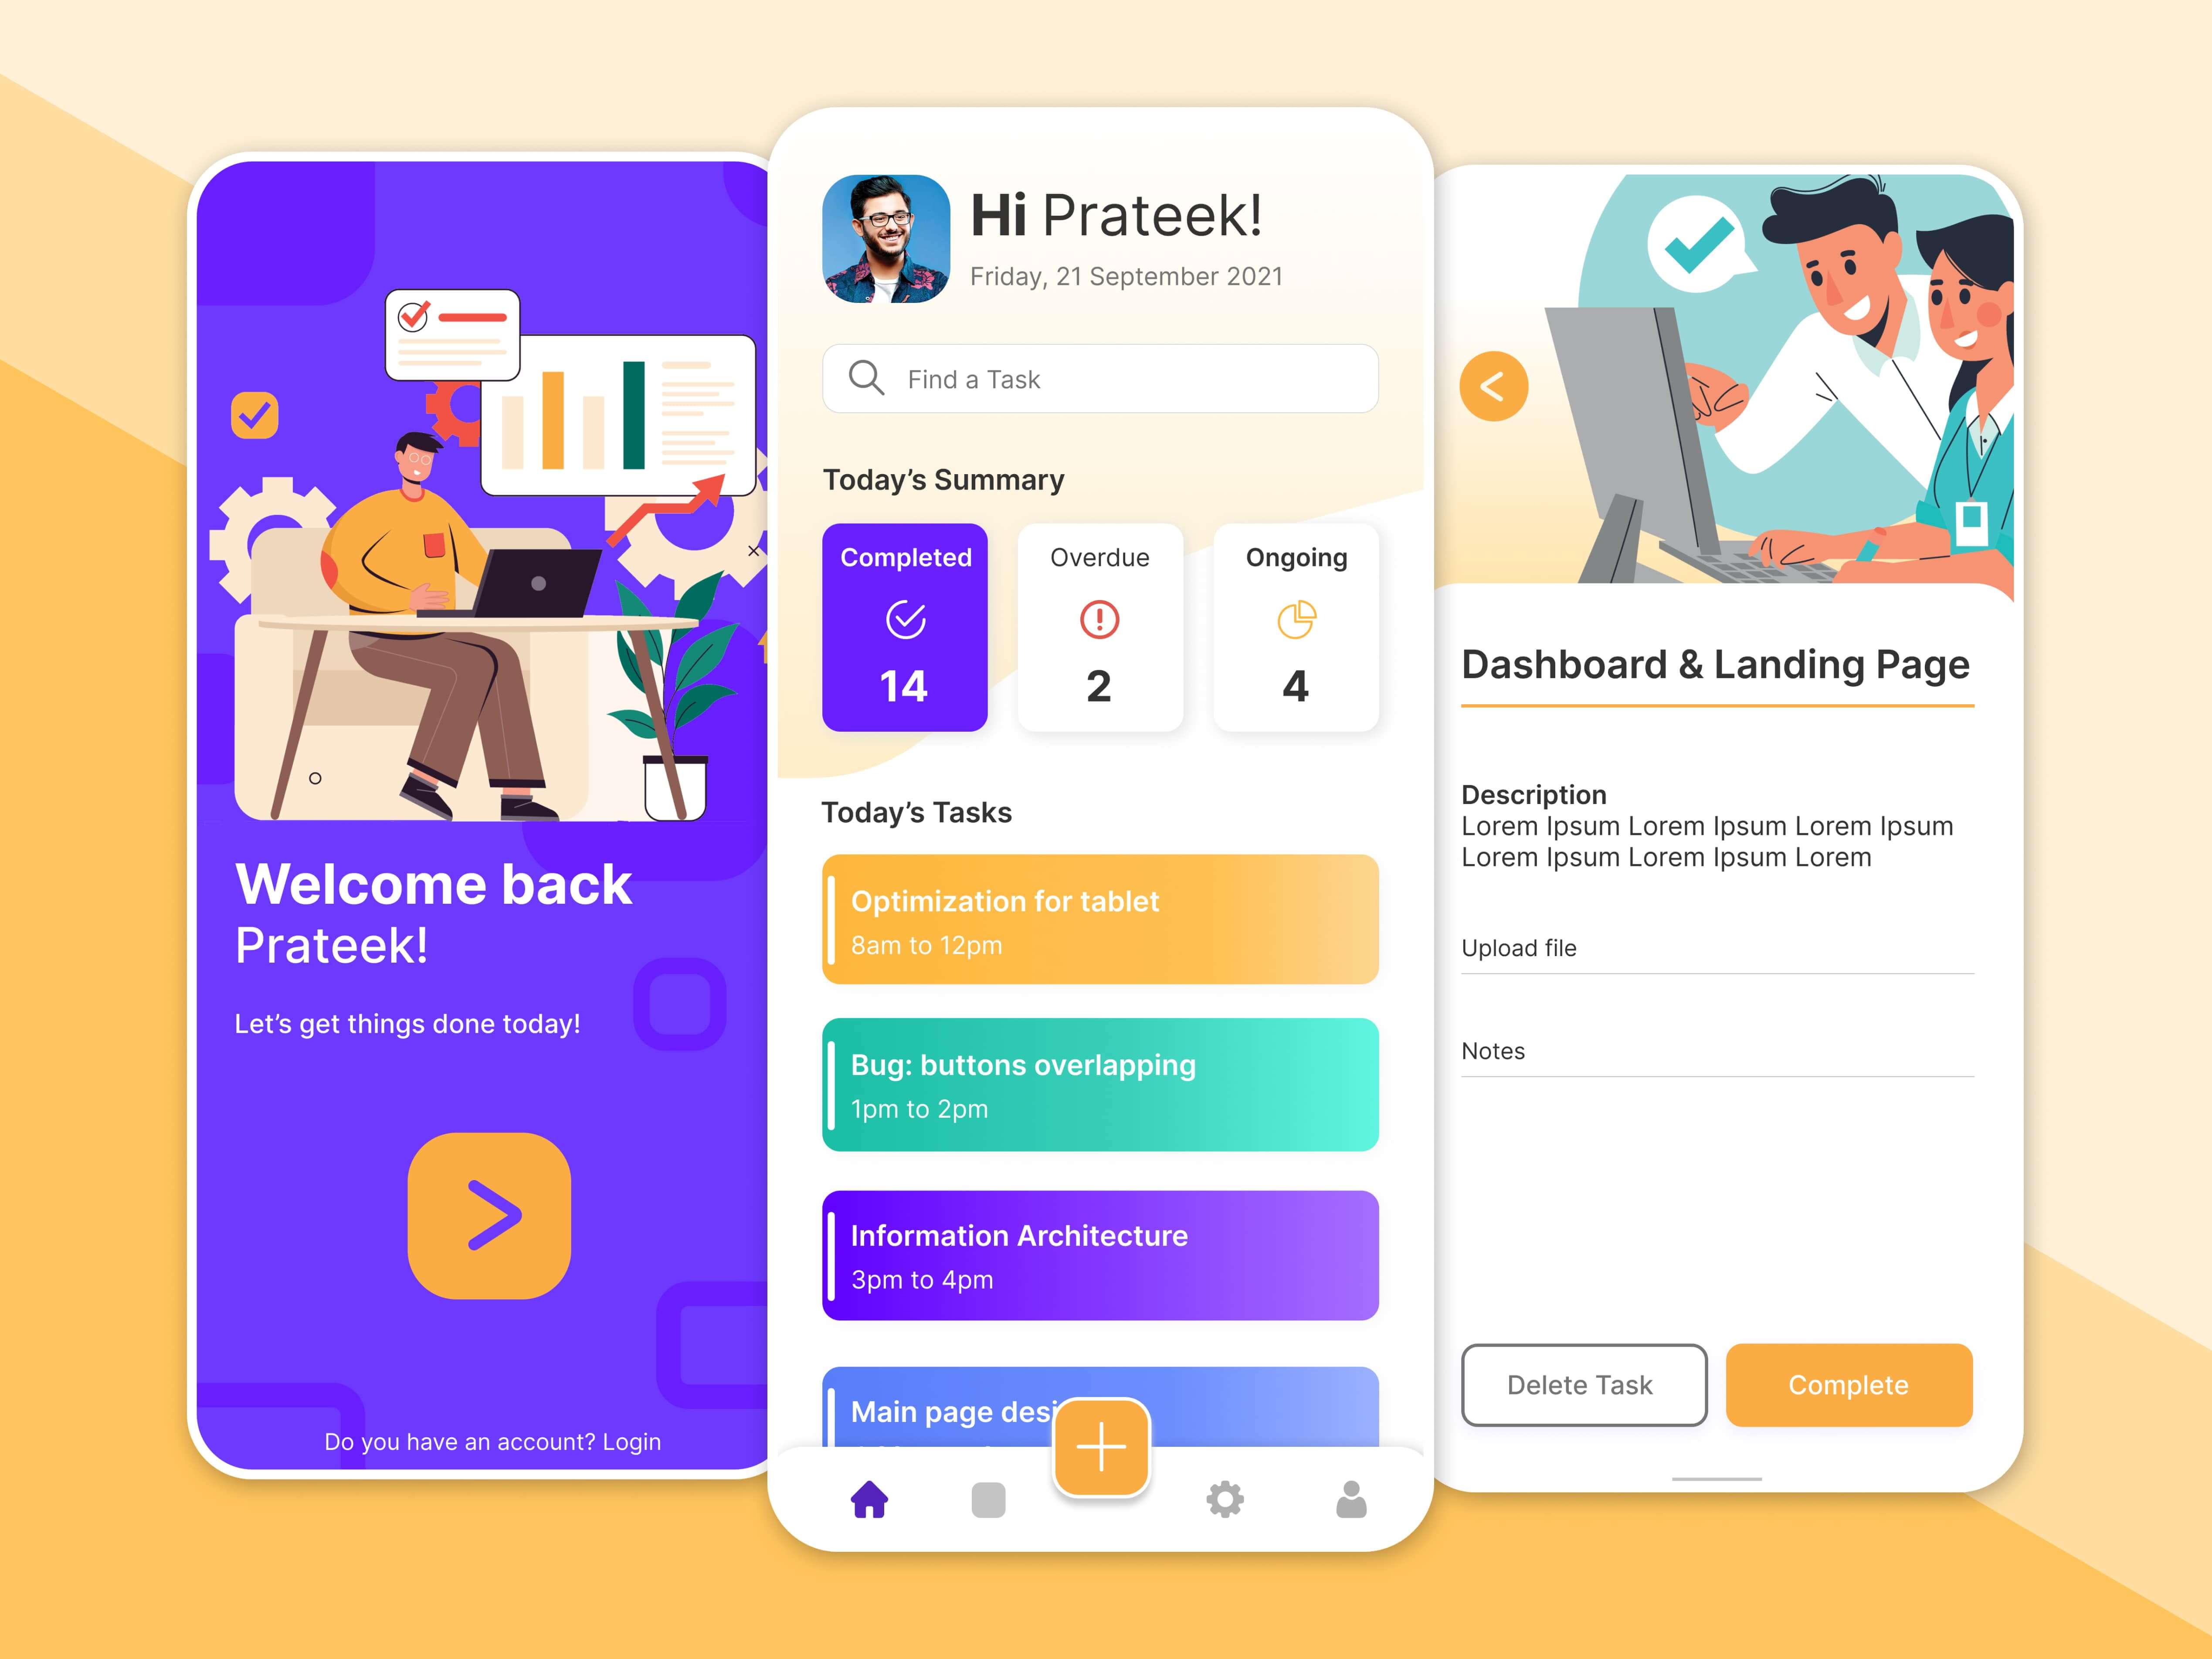 Welcome back
Prateek!
Let's get things done today!
Do you have an account? Login
Hi Prateek!
Friday, 21 September 2021
Find a Task
Today's Summary
Completed
14
Overdue
2
Ongoing
4
Today's Tasks
Optimization for tablet
8am to 12pm
Bug: buttons overlapping
1pm to 2pm
Information Architecture
3pm to 4pm
Main page
Dashboard & Landing Page
Description
Lorem Ipsum Lorem Ipsum Lorem Ipsum
Lorem Ipsum Lorem Ipsum Lorem
Upload file
Notes
Delete Task
Complete